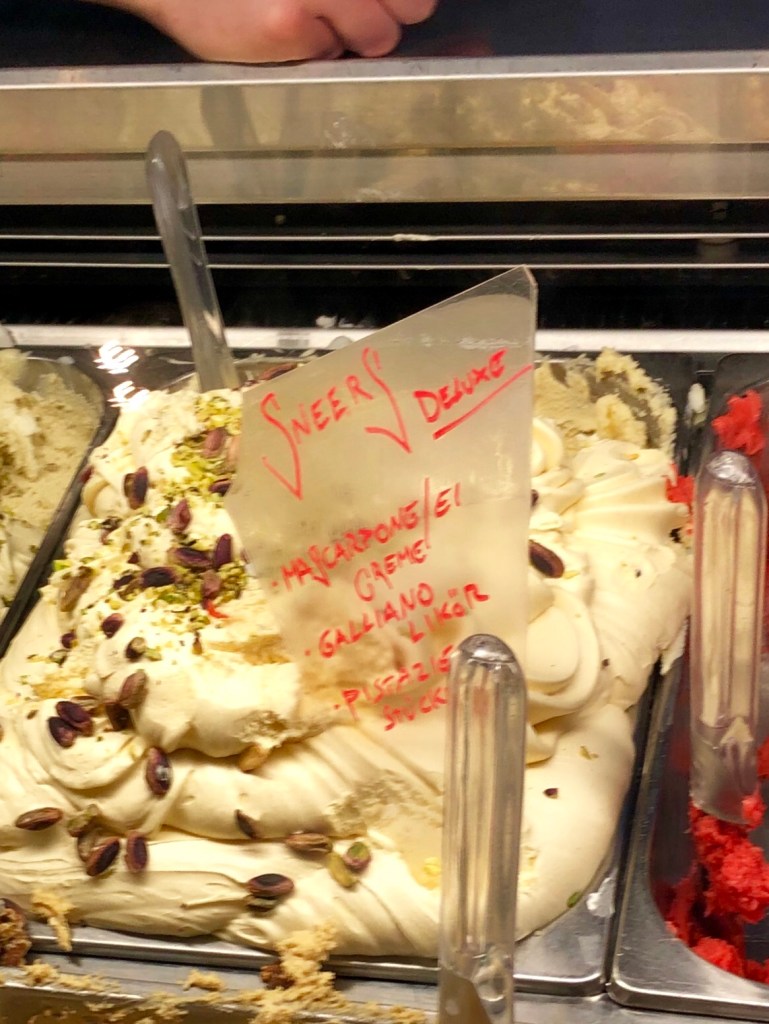 SNEERS DELUXE
· MASCARPONE/EI
CREME
· GALLIANO
LIKÖR
· PISTAZIE
STÜCK